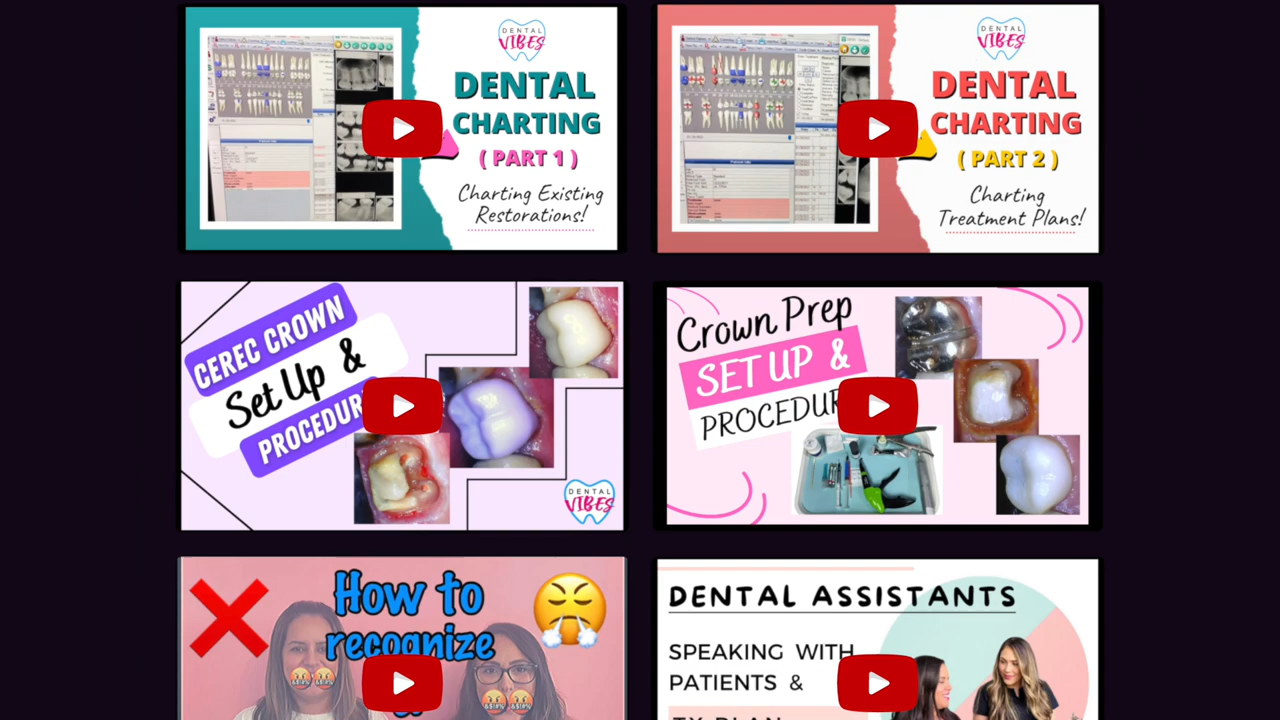 DENTAL
VIBES
DENTAL
CHARTING
( PART 1 )
Charting Existing
Restorations!
DENTAL
VIBES
DENTAL
CHARTING
( PART 2 )
Charting
Treatment Plans!
CEREC CROWN
Set Up &
PROCEDUR
DENTAL
VIBES
Crown Prep
SET UP &
PROCEDUR
How to
recognize
DENTAL ASSISTANTS
SPEAKING WITH
PATIENTS &
TX PLAN